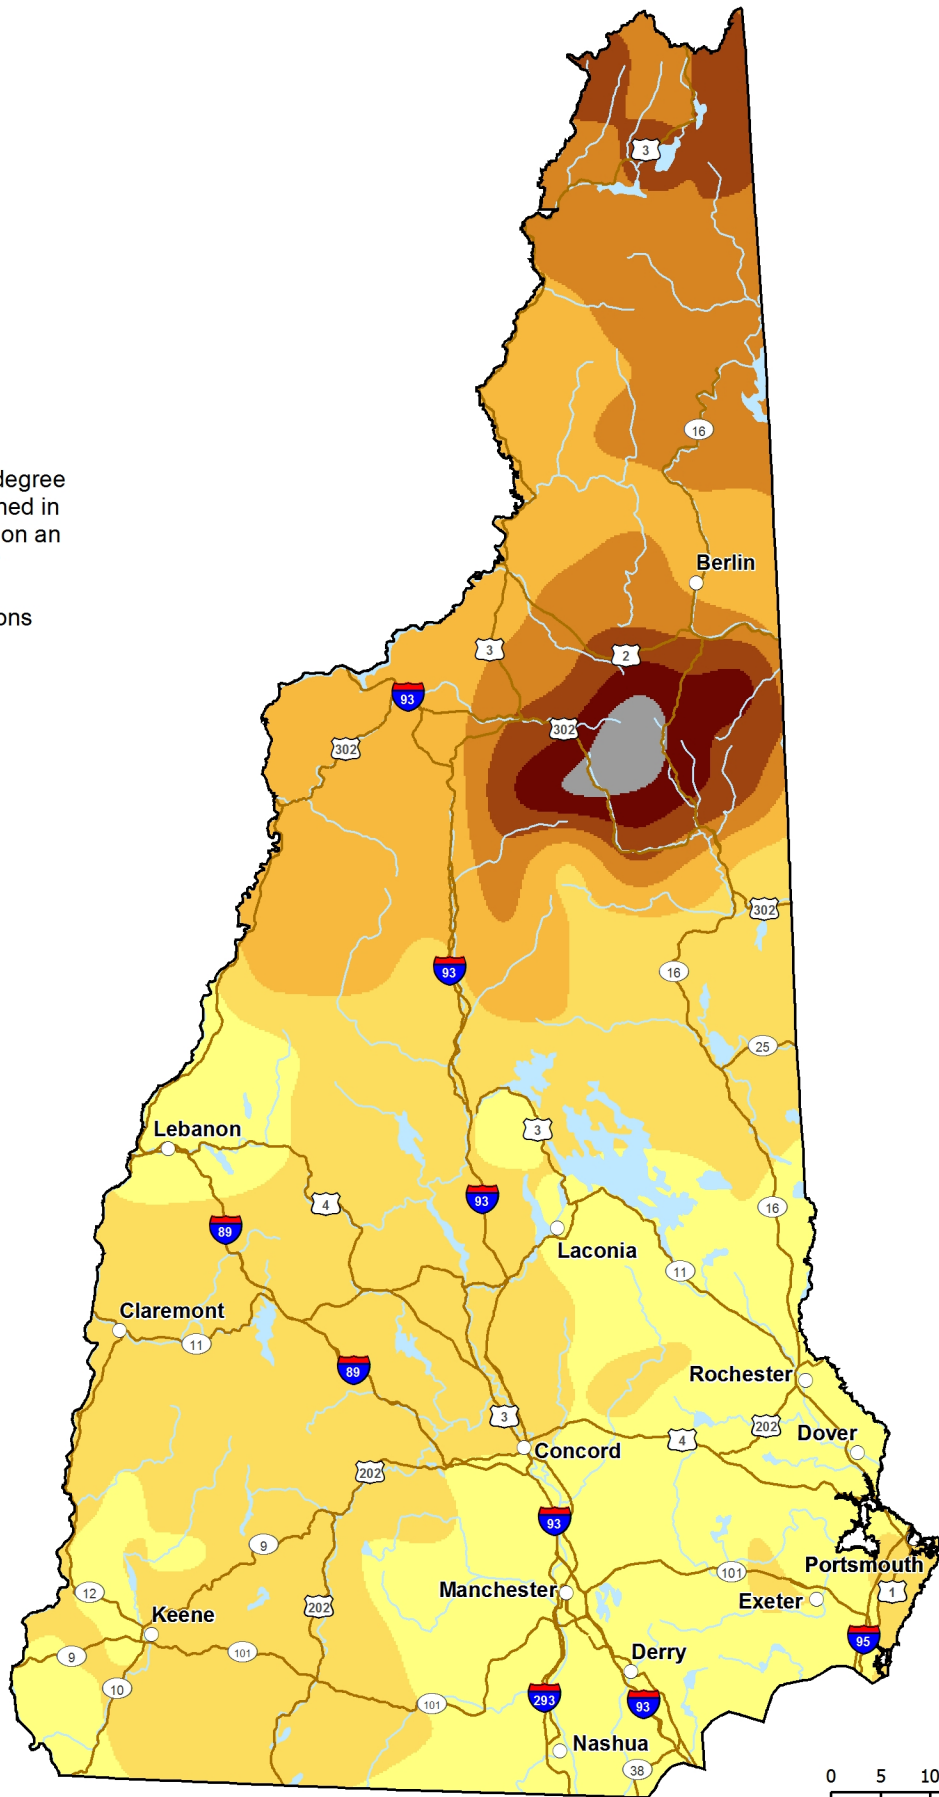 3
16
degree
ned in
on an
Berlin
ons
3
2
93
302
302
302
93
16
25
Lebanon
3
4
93
16
89
Laconia
11
Claremont
11
89
Rochester
3
202
Dover
4
Concord
202
93
9
Portsmouth
101
12
Manchester
1
Exeter
202
Keene
95
9
101
Derry
10
293
93
101
Nashua
38
0 5 10